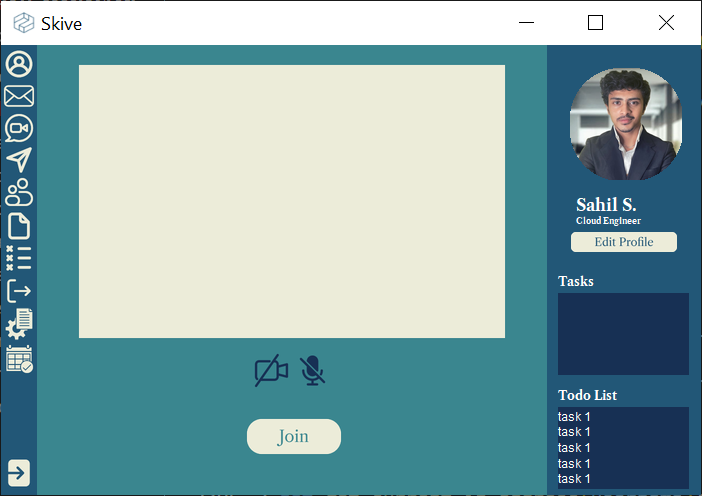 Skive
Sahil S.
Cloud Engineer
Edit Profile
Tasks
Todo List
task 1
task 1
task 1
task 1
task 1
Join